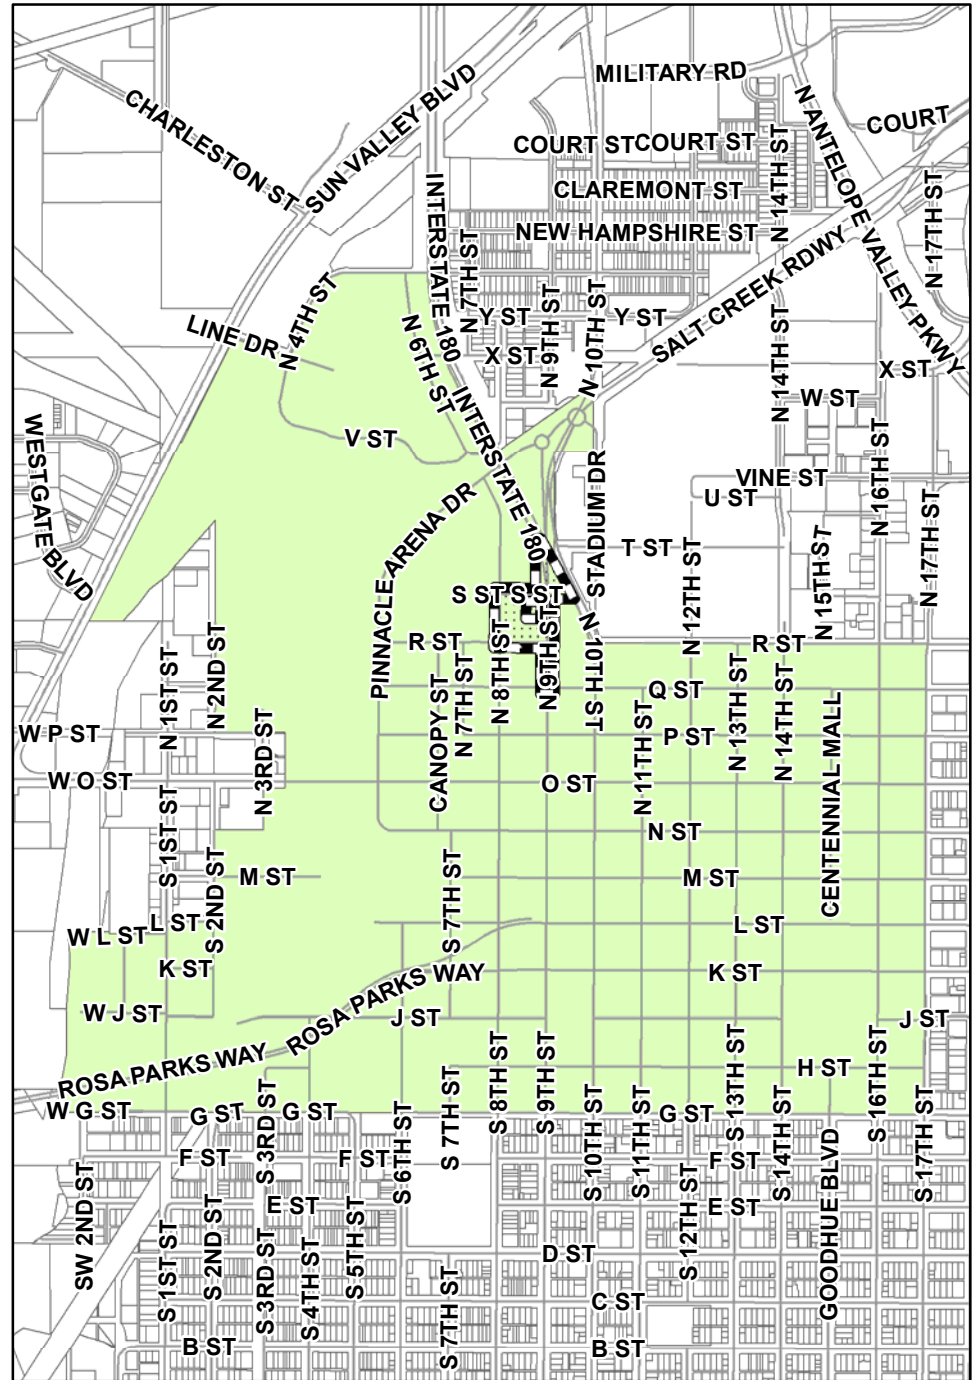 MILITARY RD
CHARLESTON ST
SUN VALLEY BLVD
N ANTELOPE VALLEY PKWY
COURT
COURT ST
COURT ST
N 14TH ST
CLAREMONT ST
INTERSTATE 180
N 17TH ST
NEW HAMPSHIRE ST
N 7TH ST
SALT CREEK RDWY
N 4TH ST
N 9TH ST
N 10TH ST
Y ST
Y ST
LINE DR
N 6TH ST
X ST
N 14TH ST
X ST
W ST
INTERSTATE 180
WESTGATE BLVD
V ST
N 16TH ST
VINE ST
U ST
STADIUM DR
PINNACLE ARENA DR
N 17TH ST
T ST
N 12TH ST
N 15TH ST
S ST
S ST
N 2ND ST
R ST
R ST
N 1ST ST
N 8TH ST
N 9TH ST
N 10TH ST
N 7TH ST
CANOPY ST
Q ST
N 13TH ST
N 14TH ST
CENTENNIAL MALL
N 11TH ST
W P ST
P ST
N 3RD ST
W O ST
O ST
S 1ST ST
N ST
S 2ND ST
M ST
S 7TH ST
M ST
L ST
W L ST
L ST
K ST
K ST
ROSA PARKS WAY
W J ST
J ST
J ST
ROSA PARKS WAY
H ST
S 8TH ST
S 9TH ST
S 13TH ST
S 16TH ST
W G ST
G ST
G ST
G ST
S 3RD ST
S 6TH ST
S 7TH ST
S 10TH ST
S 11TH ST
S 14TH ST
S 17TH ST
F ST
F ST
F ST
SW 2ND ST
E ST
E ST
S 12TH ST
GOODHUE BLVD
S 1ST ST
S 2ND ST
S 3RD ST
S 4TH ST
S 5TH ST
D ST
S 7TH ST
C ST
B ST
B ST